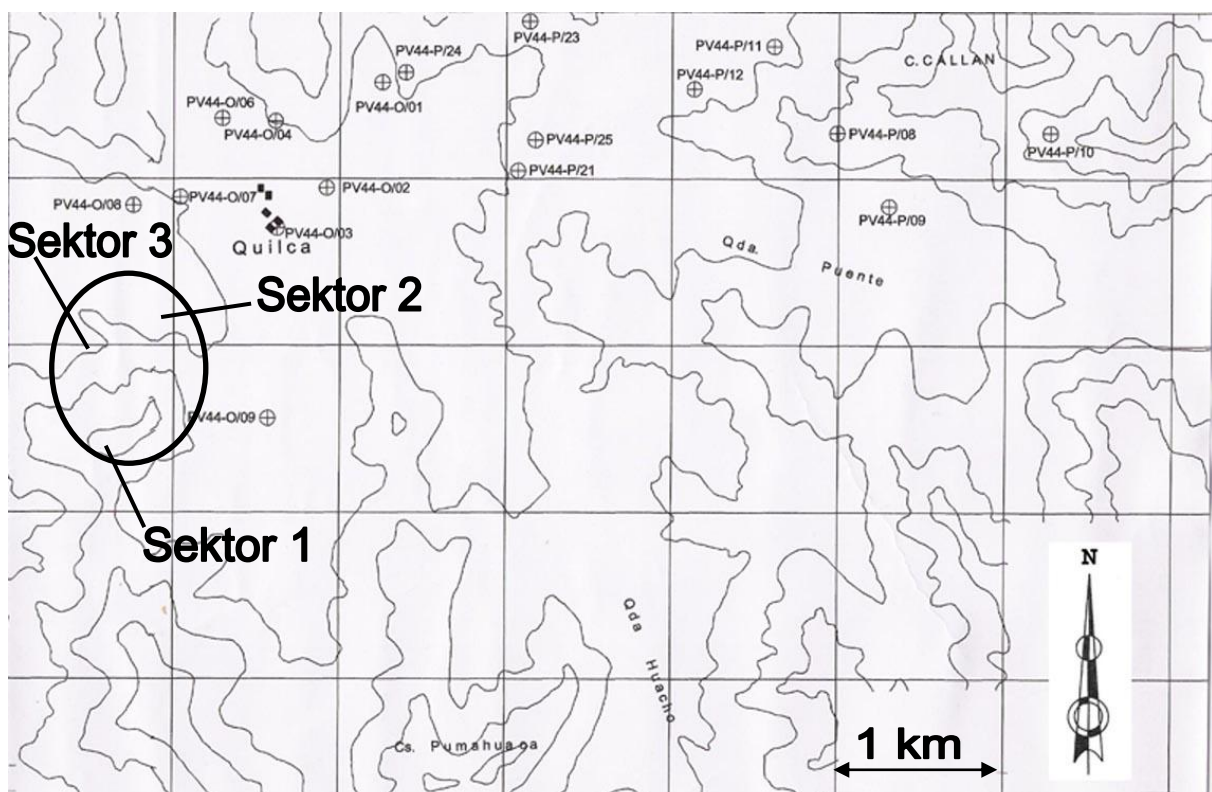 PV44-P/23
PV44-P/24
PV44-P/11
C.CALLAN
PV44-O/01
PV44-P/12
PV44-O/06
PV44-O/04
PV44-P/25
PV44-P/08
PV44-P/10
PV44-P/21
PV44-O/07
PV44-O/02
PV44-O/08
PV44-P/09
PV44-O/03
Quilca
Sektor 3
Qda.
Puente
Sektor 2
PV44-O/09
Sektor 1
N
Qda
Huacho
Cs. Pumahuaca
1 km